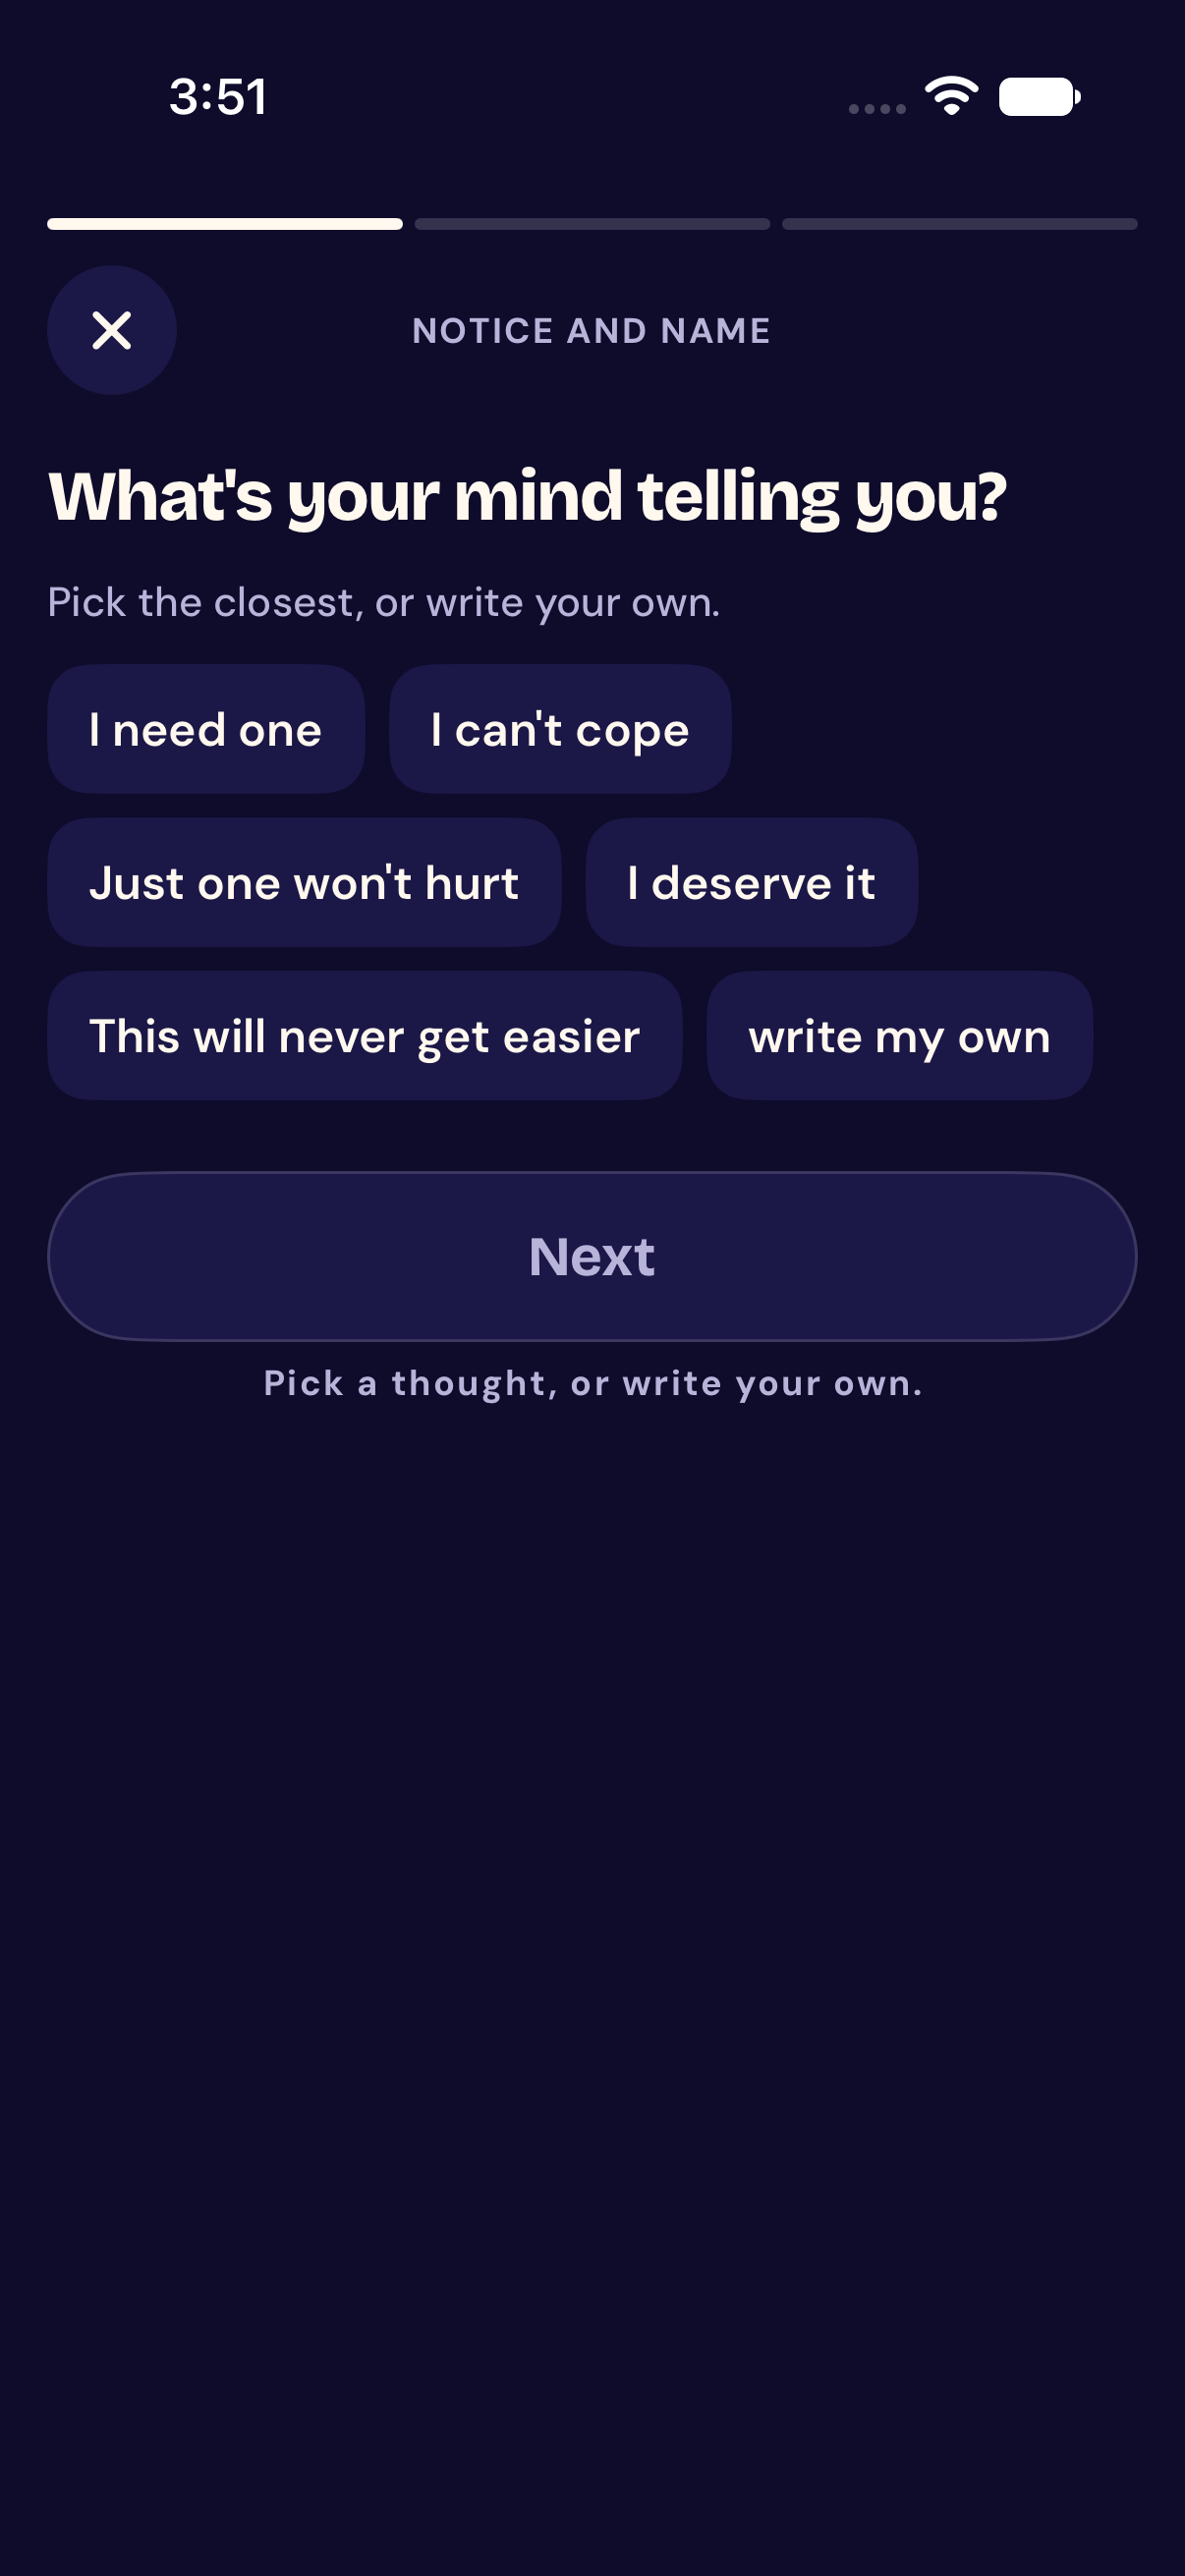 3:51
NOTICE AND NAME
What's your mind telling you?
Pick the closest, or write your own.
I need one
I can't cope
Just one won't hurt
I deserve it
This will never get easier
write my own
Next
Pick a thought, or write your own.